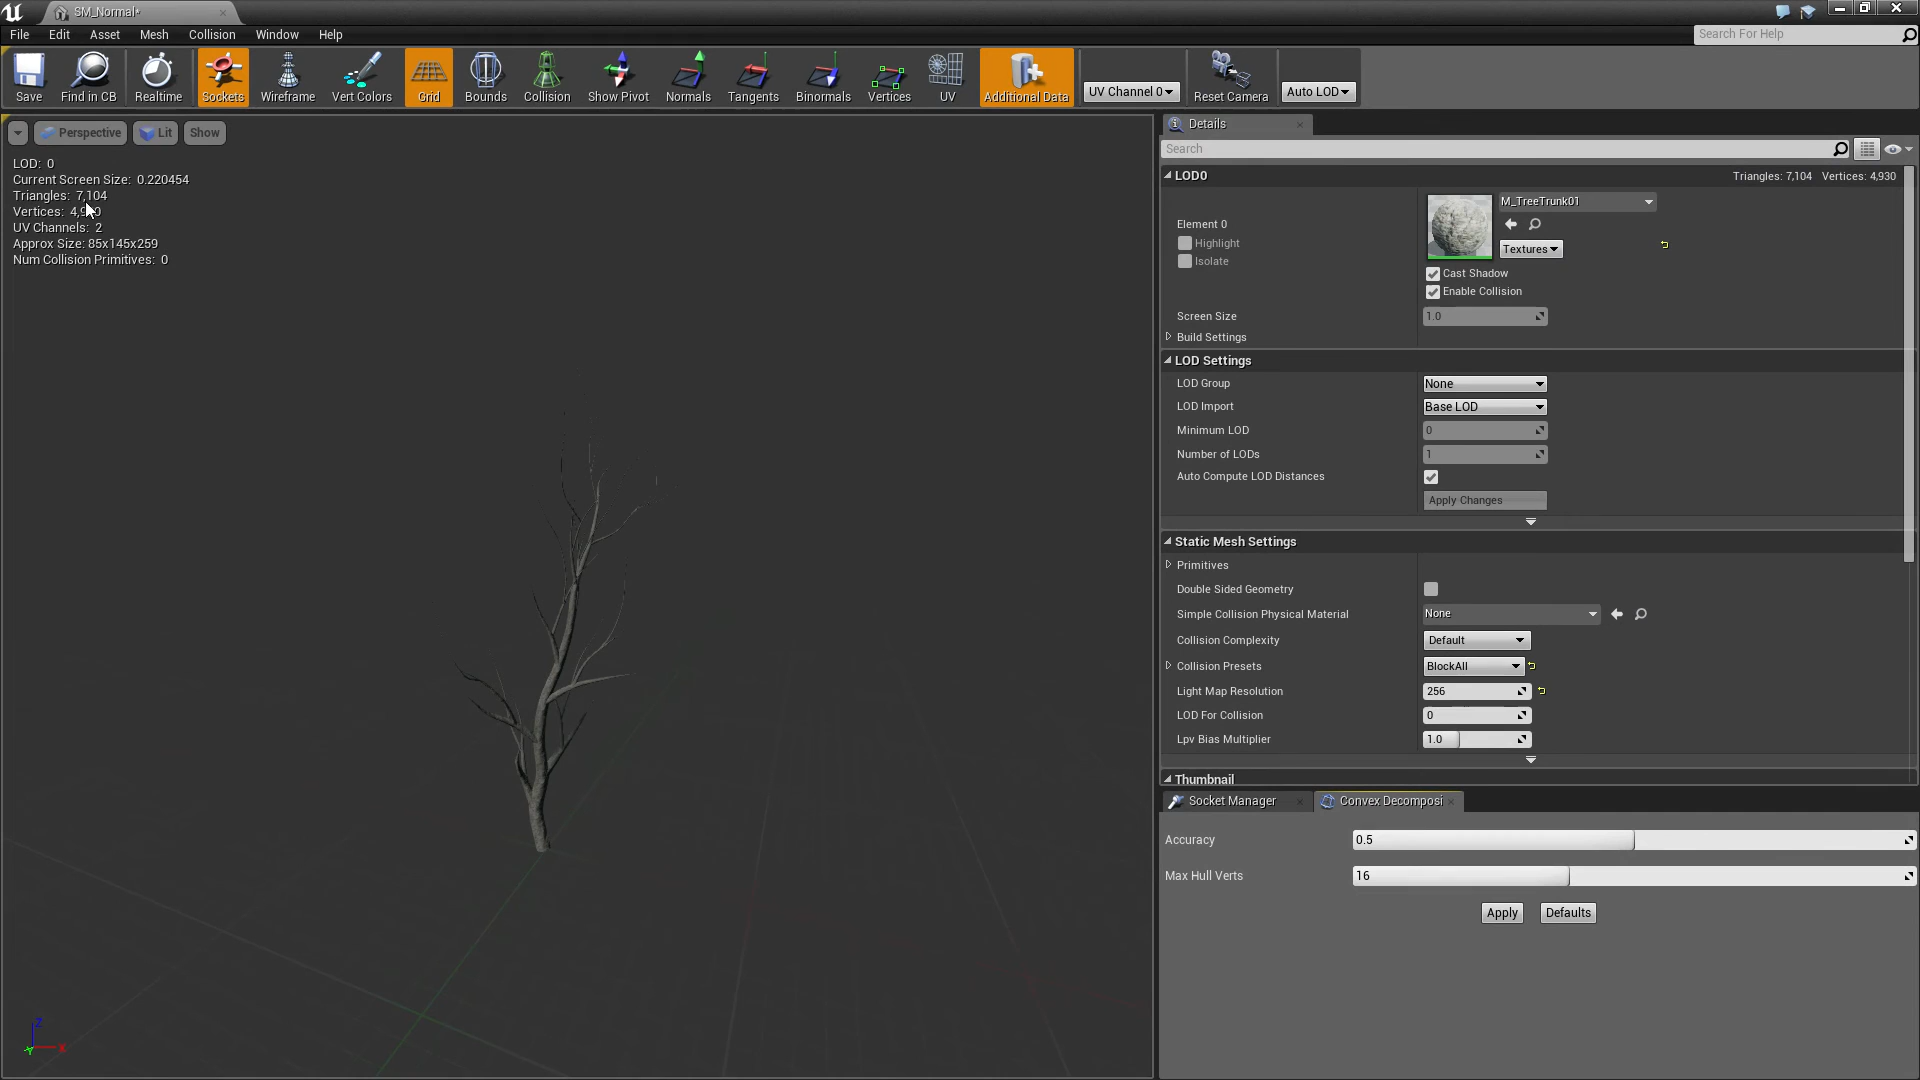 SM_Normal*
File Edit Asset Mesh Collision Window Help
Search For Help
Save Find in CB Realtime Sockets Wireframe Vert Colors Grid Bounds Collision Show Pivot Normals Tangents Binormals Vertices UV Additional Data UV Channel 0 Reset Camera Auto LOD
Perspective Lit Show
LOD: 0
Current Screen Size: 0.220454
Triangles: 7,104
Vertices:
UV Channels: 2
Approx Size: 85x145x259
Num Collision Primitives: 0
Z
Y
X
Details
Search
LOD0 Triangles: 7,104 Vertices: 4,930
M_TreeTrunk01
Element 0
Highlight
Textures
Isolate
Cast Shadow
Enable Collision
Screen Size 1.0
Build Settings
LOD Settings
LOD Group None
LOD Import Base LOD
Minimum LOD 0
Number of LODs 1
Auto Compute LOD Distances
Apply Changes
Static Mesh Settings
Primitives
Double Sided Geometry
Simple Collision Physical Material None
Collision Complexity Default
Collision Presets BlockAll
Light Map Resolution 256
LOD For Collision 0
Lpv Bias Multiplier 1.0
Thumbnail
Socket Manager Convex Decomposi
Accuracy 0.5
Max Hull Verts 16
Apply Defaults